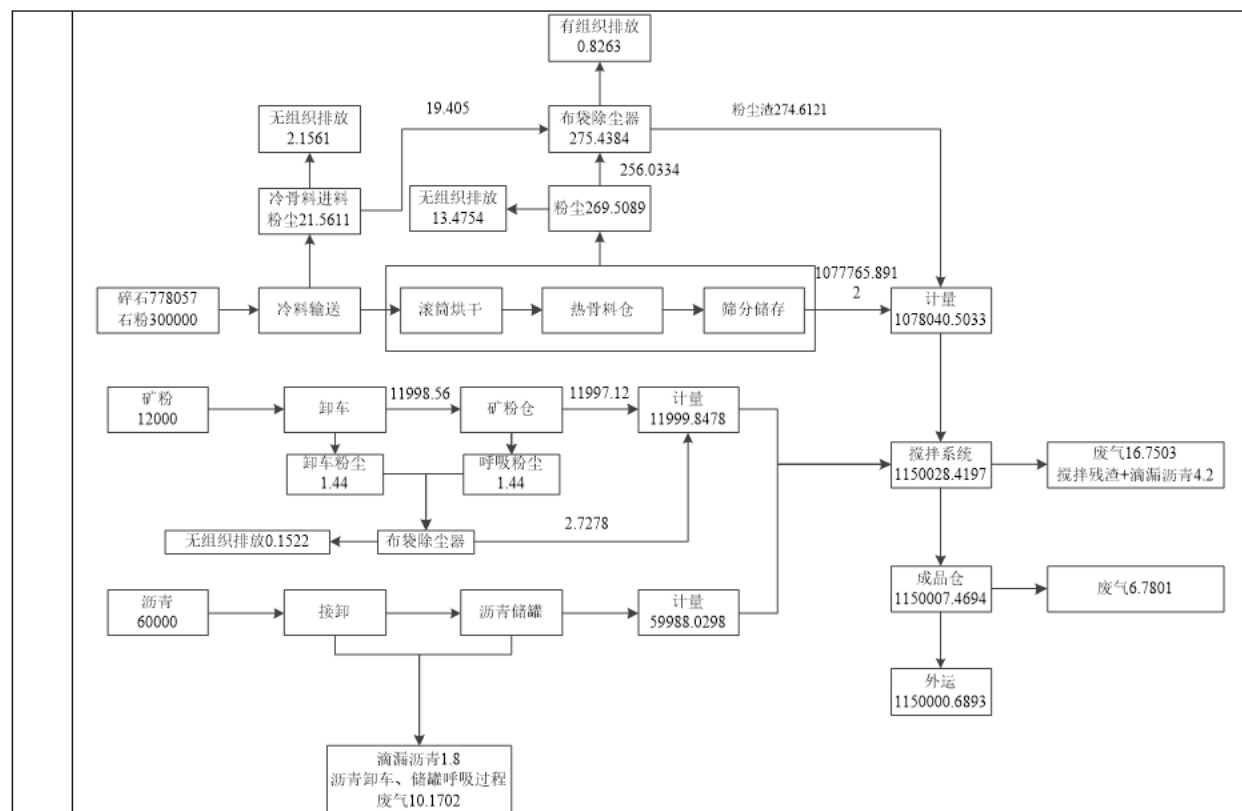 有组织排放
0.8263
19.405
粉尘渣274.6121
无组织排放
2.1561
布袋除尘器
275.4384
256.0334
冷骨料进料
粉尘21.5611
无组织排放
13.4754
粉尘269.5089
1077765.891
2
碎石778057
石粉300000
冷料输送
滚筒烘干
热骨料仓
筛分储存
计量
1078040.5033
矿粉
12000
卸车
11998.56
矿粉仓
11997.12
计量
11999.8478
卸车粉尘
1.44
呼吸粉尘
1.44
搅拌系统
1150028.4197
废气16.7503
搅拌残渣+滴漏沥青4.2
无组织排放0.1522
布袋除尘器
2.7278
沥青
60000
接卸
沥青储罐
计量
59988.0298
成品仓
1150007.4694
废气6.7801
外运
1150000.6893
滴漏沥青1.8
沥青卸车、储罐呼吸过程
废气10.1702